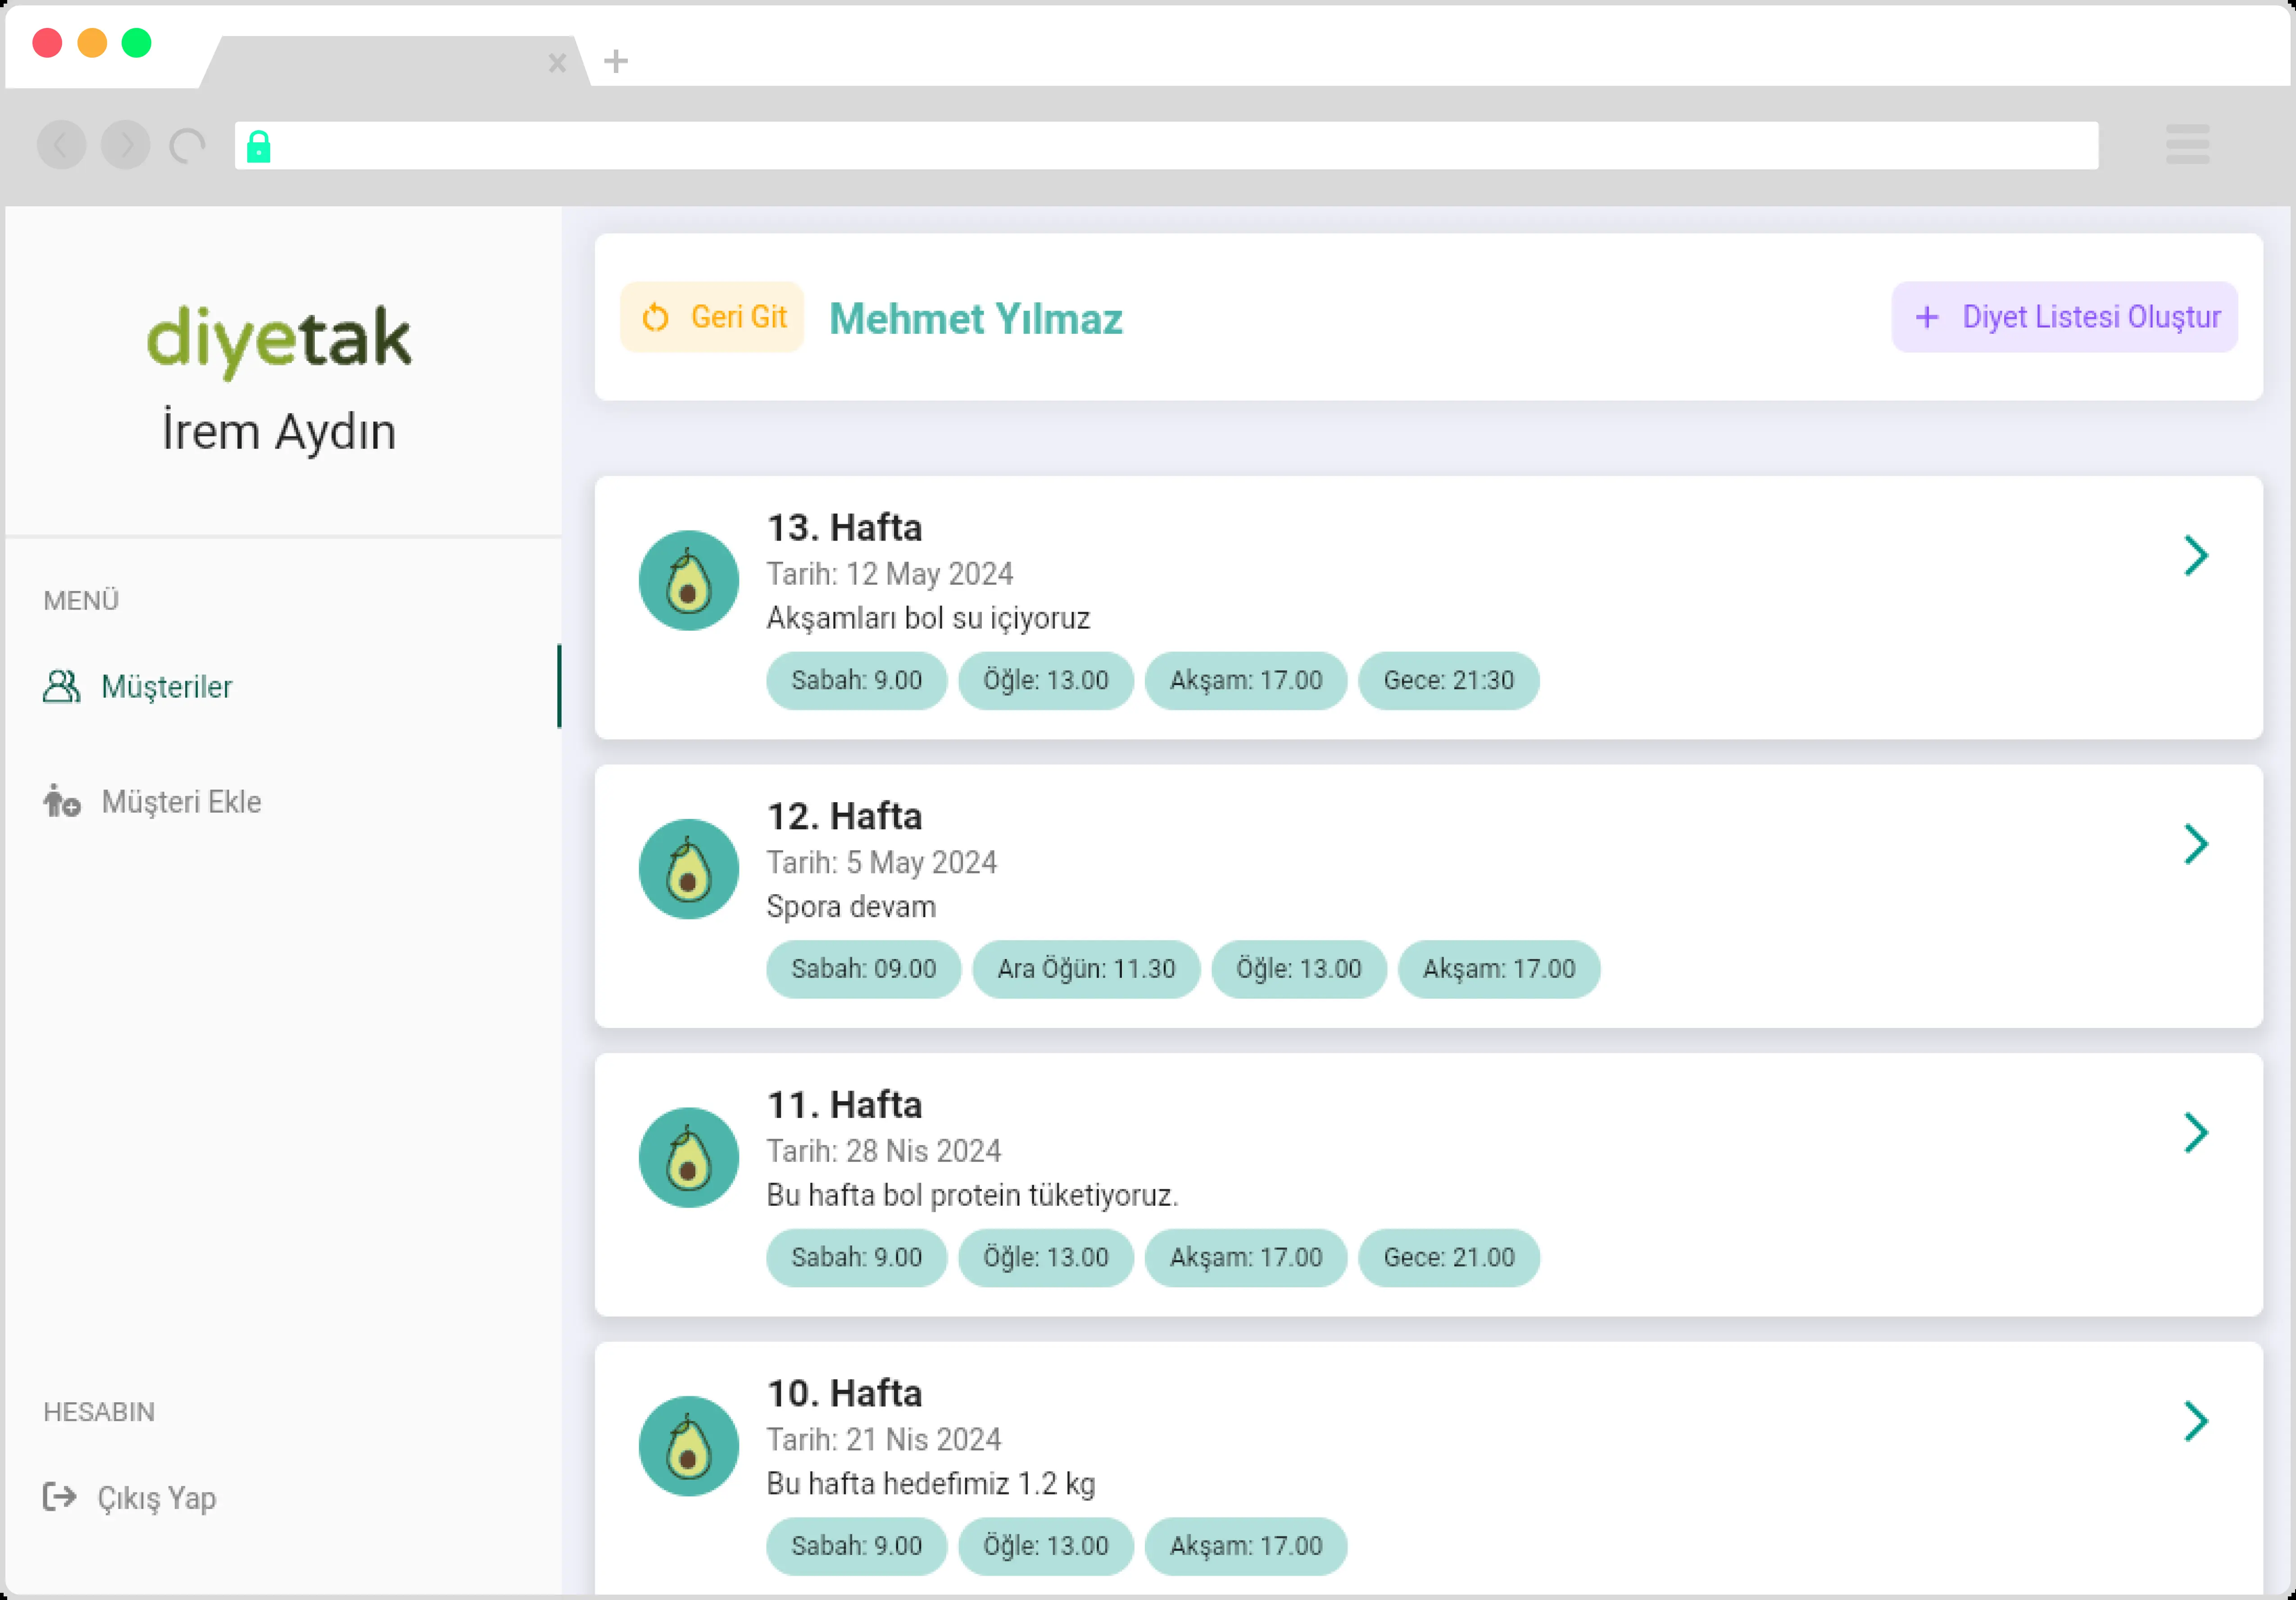 diyetak
İrem Aydın
MENÜ
Müşteriler
Müşteri Ekle
HESABIN
Çıkış Yap
Geri Git
Mehmet Yılmaz
+ Diyet Listesi Oluştur
13. Hafta
Tarih: 12 May 2024
Akşamları bol su içiyoruz
Sabah: 9.00 Öğle: 13.00 Akşam: 17.00 Gece: 21:30
12. Hafta
Tarih: 5 May 2024
Spora devam
Sabah: 09.00 Ara Öğün: 11.30 Öğle: 13.00 Akşam: 17.00
11. Hafta
Tarih: 28 Nis 2024
Bu hafta bol protein tüketiyoruz.
Sabah: 9.00 Öğle: 13.00 Akşam: 17.00 Gece: 21.00
10. Hafta
Tarih: 21 Nis 2024
Bu hafta hedefimiz 1.2 kg
Sabah: 9.00 Öğle: 13.00 Akşam: 17.00